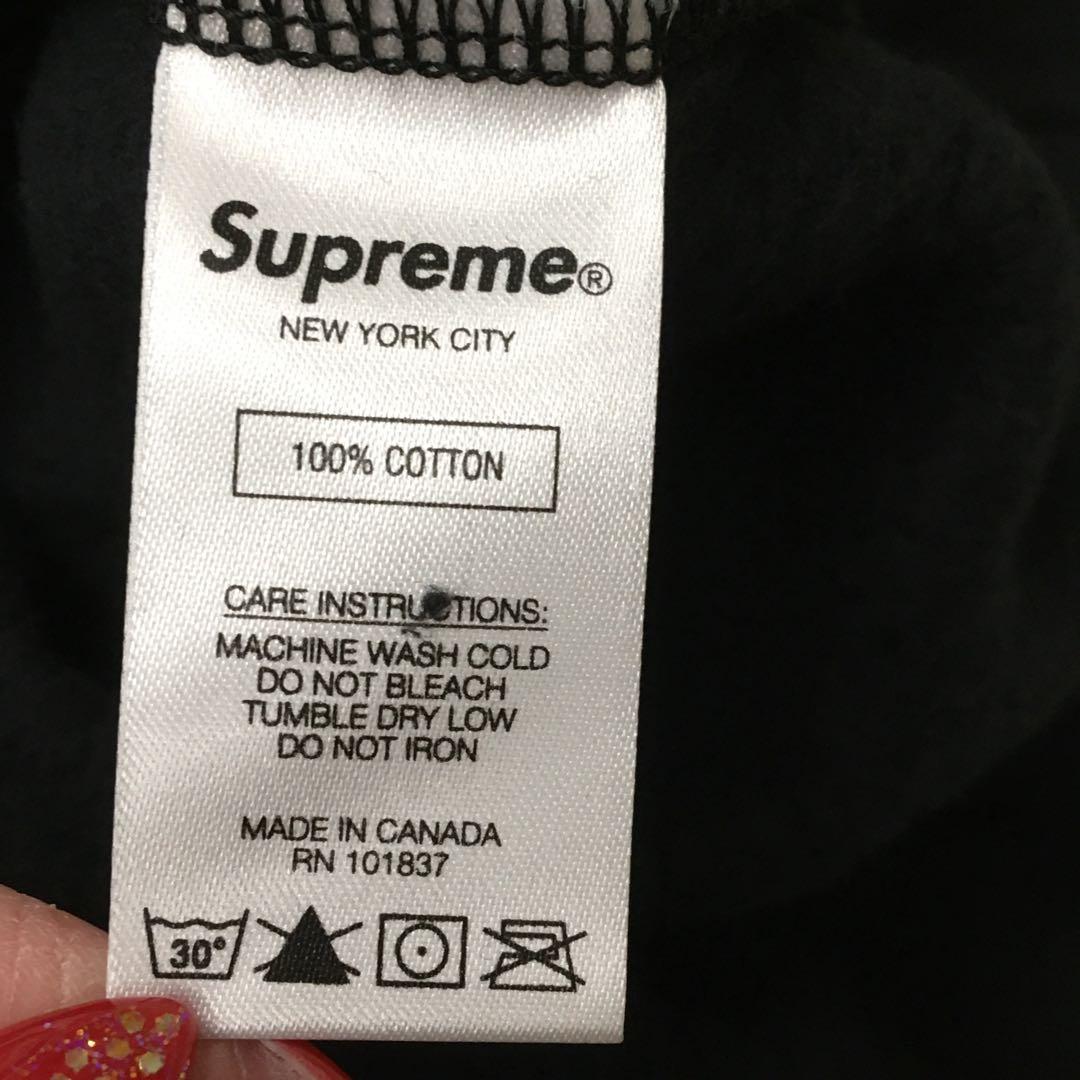 Supreme®
NEW YORK CITY
100% COTTON
CARE INSTRUCTIONS:
MACHINE WASH COLD
DO NOT BLEACH
TUMBLE DRY LOW
DO NOT IRON
MADE IN CANADA
RN 101837
30°